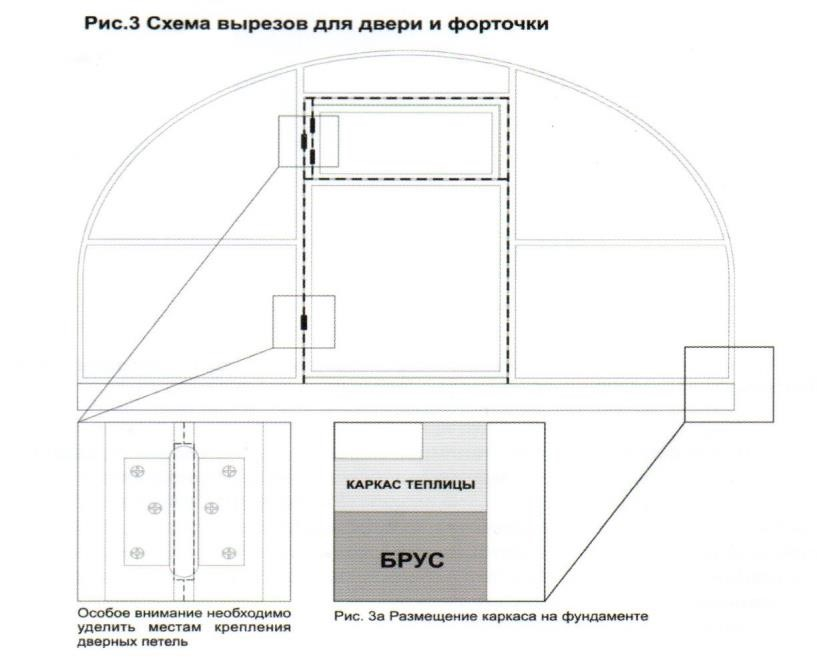 Рис.3 Схема вырезов для двери и форточки
КАРКАС ТЕПЛИЦЫ
БРУС
Особое внимание необходимо
уделить местам крепления
дверных петель
Рис. 3а Размещение каркаса на фундаменте